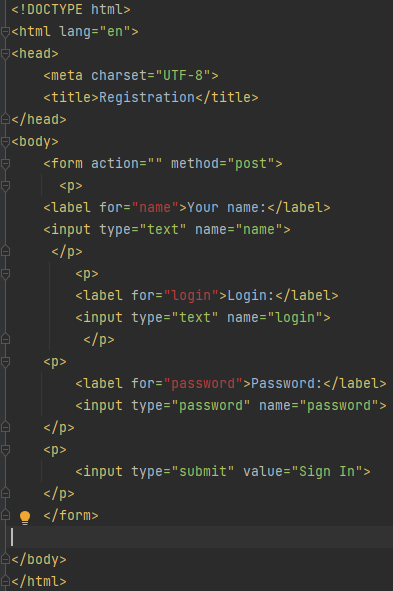 <!DOCTYPE html>
<html lang="en">
<head>
    <meta charset="UTF-8">
    <title>Registration</title>
</head>
<body>
    <form action="" method="post">
      <p>
    <label for="name">Your name:</label>
    <input type="text" name="name">
     </p>
        <p>
        <label for="login">Login:</label>
        <input type="text" name="login">
         </p>
    <p>
        <label for="password">Password:</label>
        <input type="password" name="password">
    </p>
    <p>
        <input type="submit" value="Sign In">
    </p>
    </form>
</body>
</html>